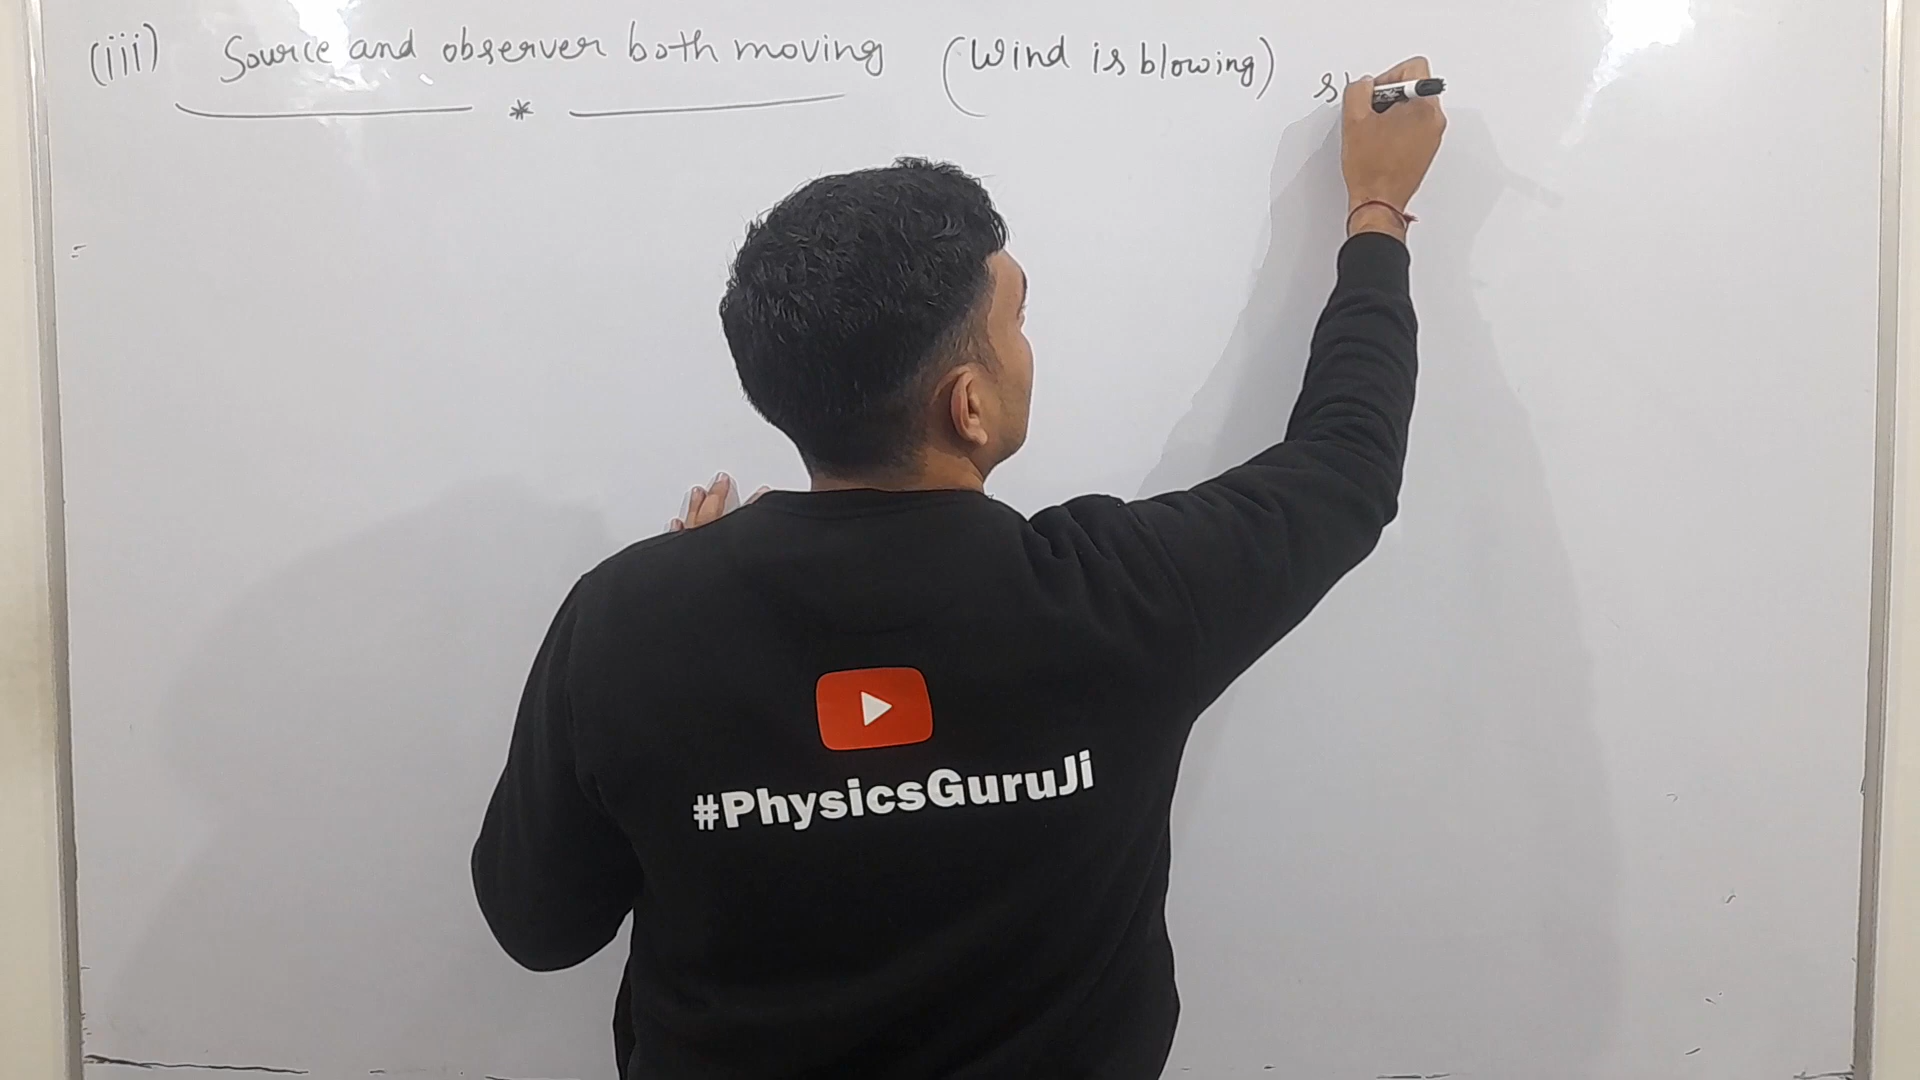 (iii) Source and observer both moving (Wind is blowing)
*
#PhysicsGuruJi